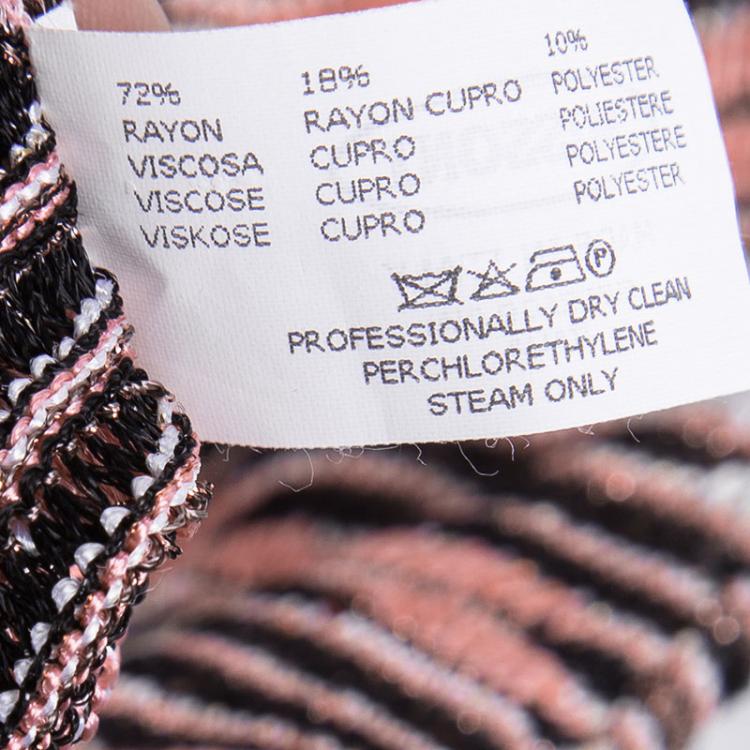 72%
RAYON
VISCOSA
VISCOSE
VISKOSE
18%
RAYON CUPRO
CUPRO
CUPRO
CUPRO
10%
POLYESTER
POLIESTERE
POLYESTERE
POLYESTER
P
PROFESSIONALLY DRY CLEAN
PERCHLORETHYLENE
STEAM ONLY